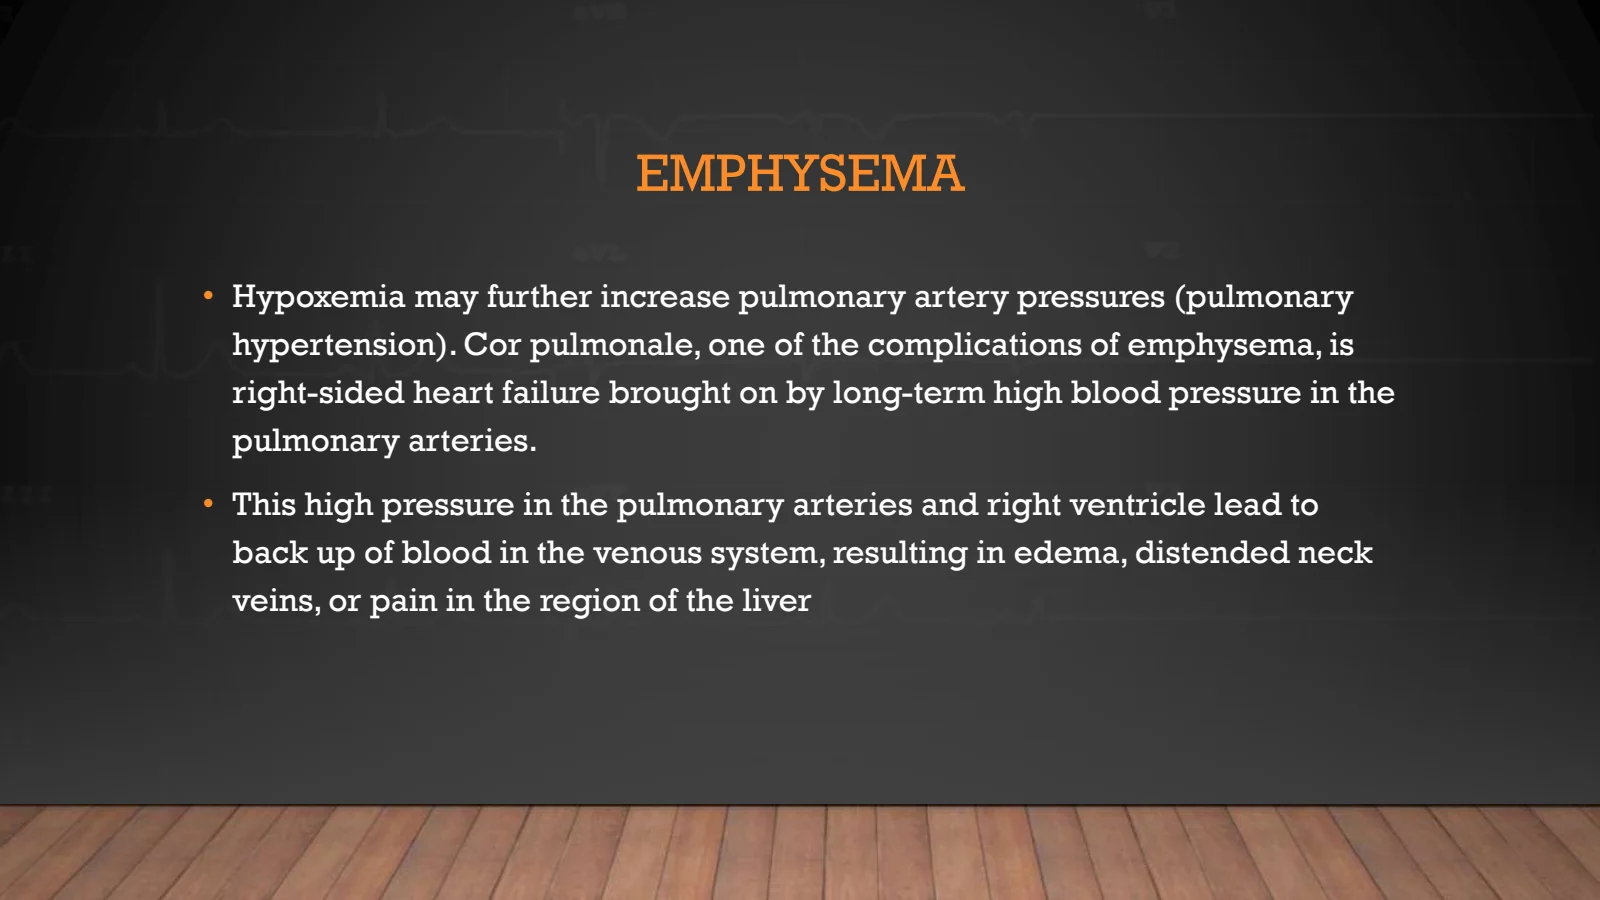 EMPHYSEMA
• Hypoxemia may further increase pulmonary artery pressures (pulmonary
hypertension). Cor pulmonale, one of the complications of emphysema, is
right-sided heart failure brought on by long-term high blood pressure in the
pulmonary arteries.
• This high pressure in the pulmonary arteries and right ventricle lead to
back up of blood in the venous system, resulting in edema, distended neck
veins, or pain in the region of the liver